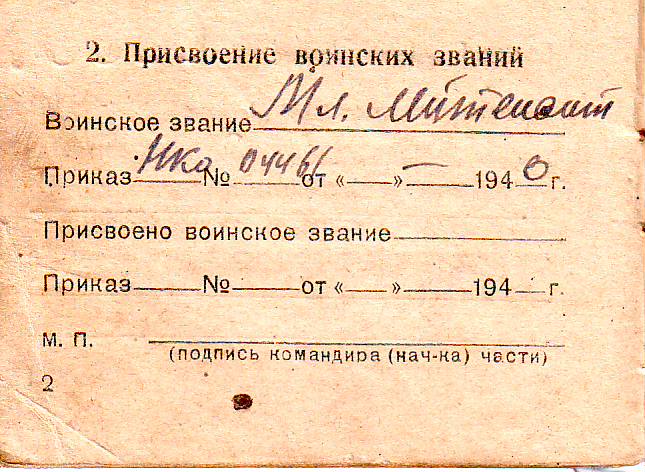 2. Присвоение воинских званий
Воинское звание Мл. Лейтенант
Приказ НКО № 04461 от « — » — 1940 г.
Присвоено воинское звание
Приказ № от « » 194 г.
М. П.
(подпись командира (нач-ка) части)
2